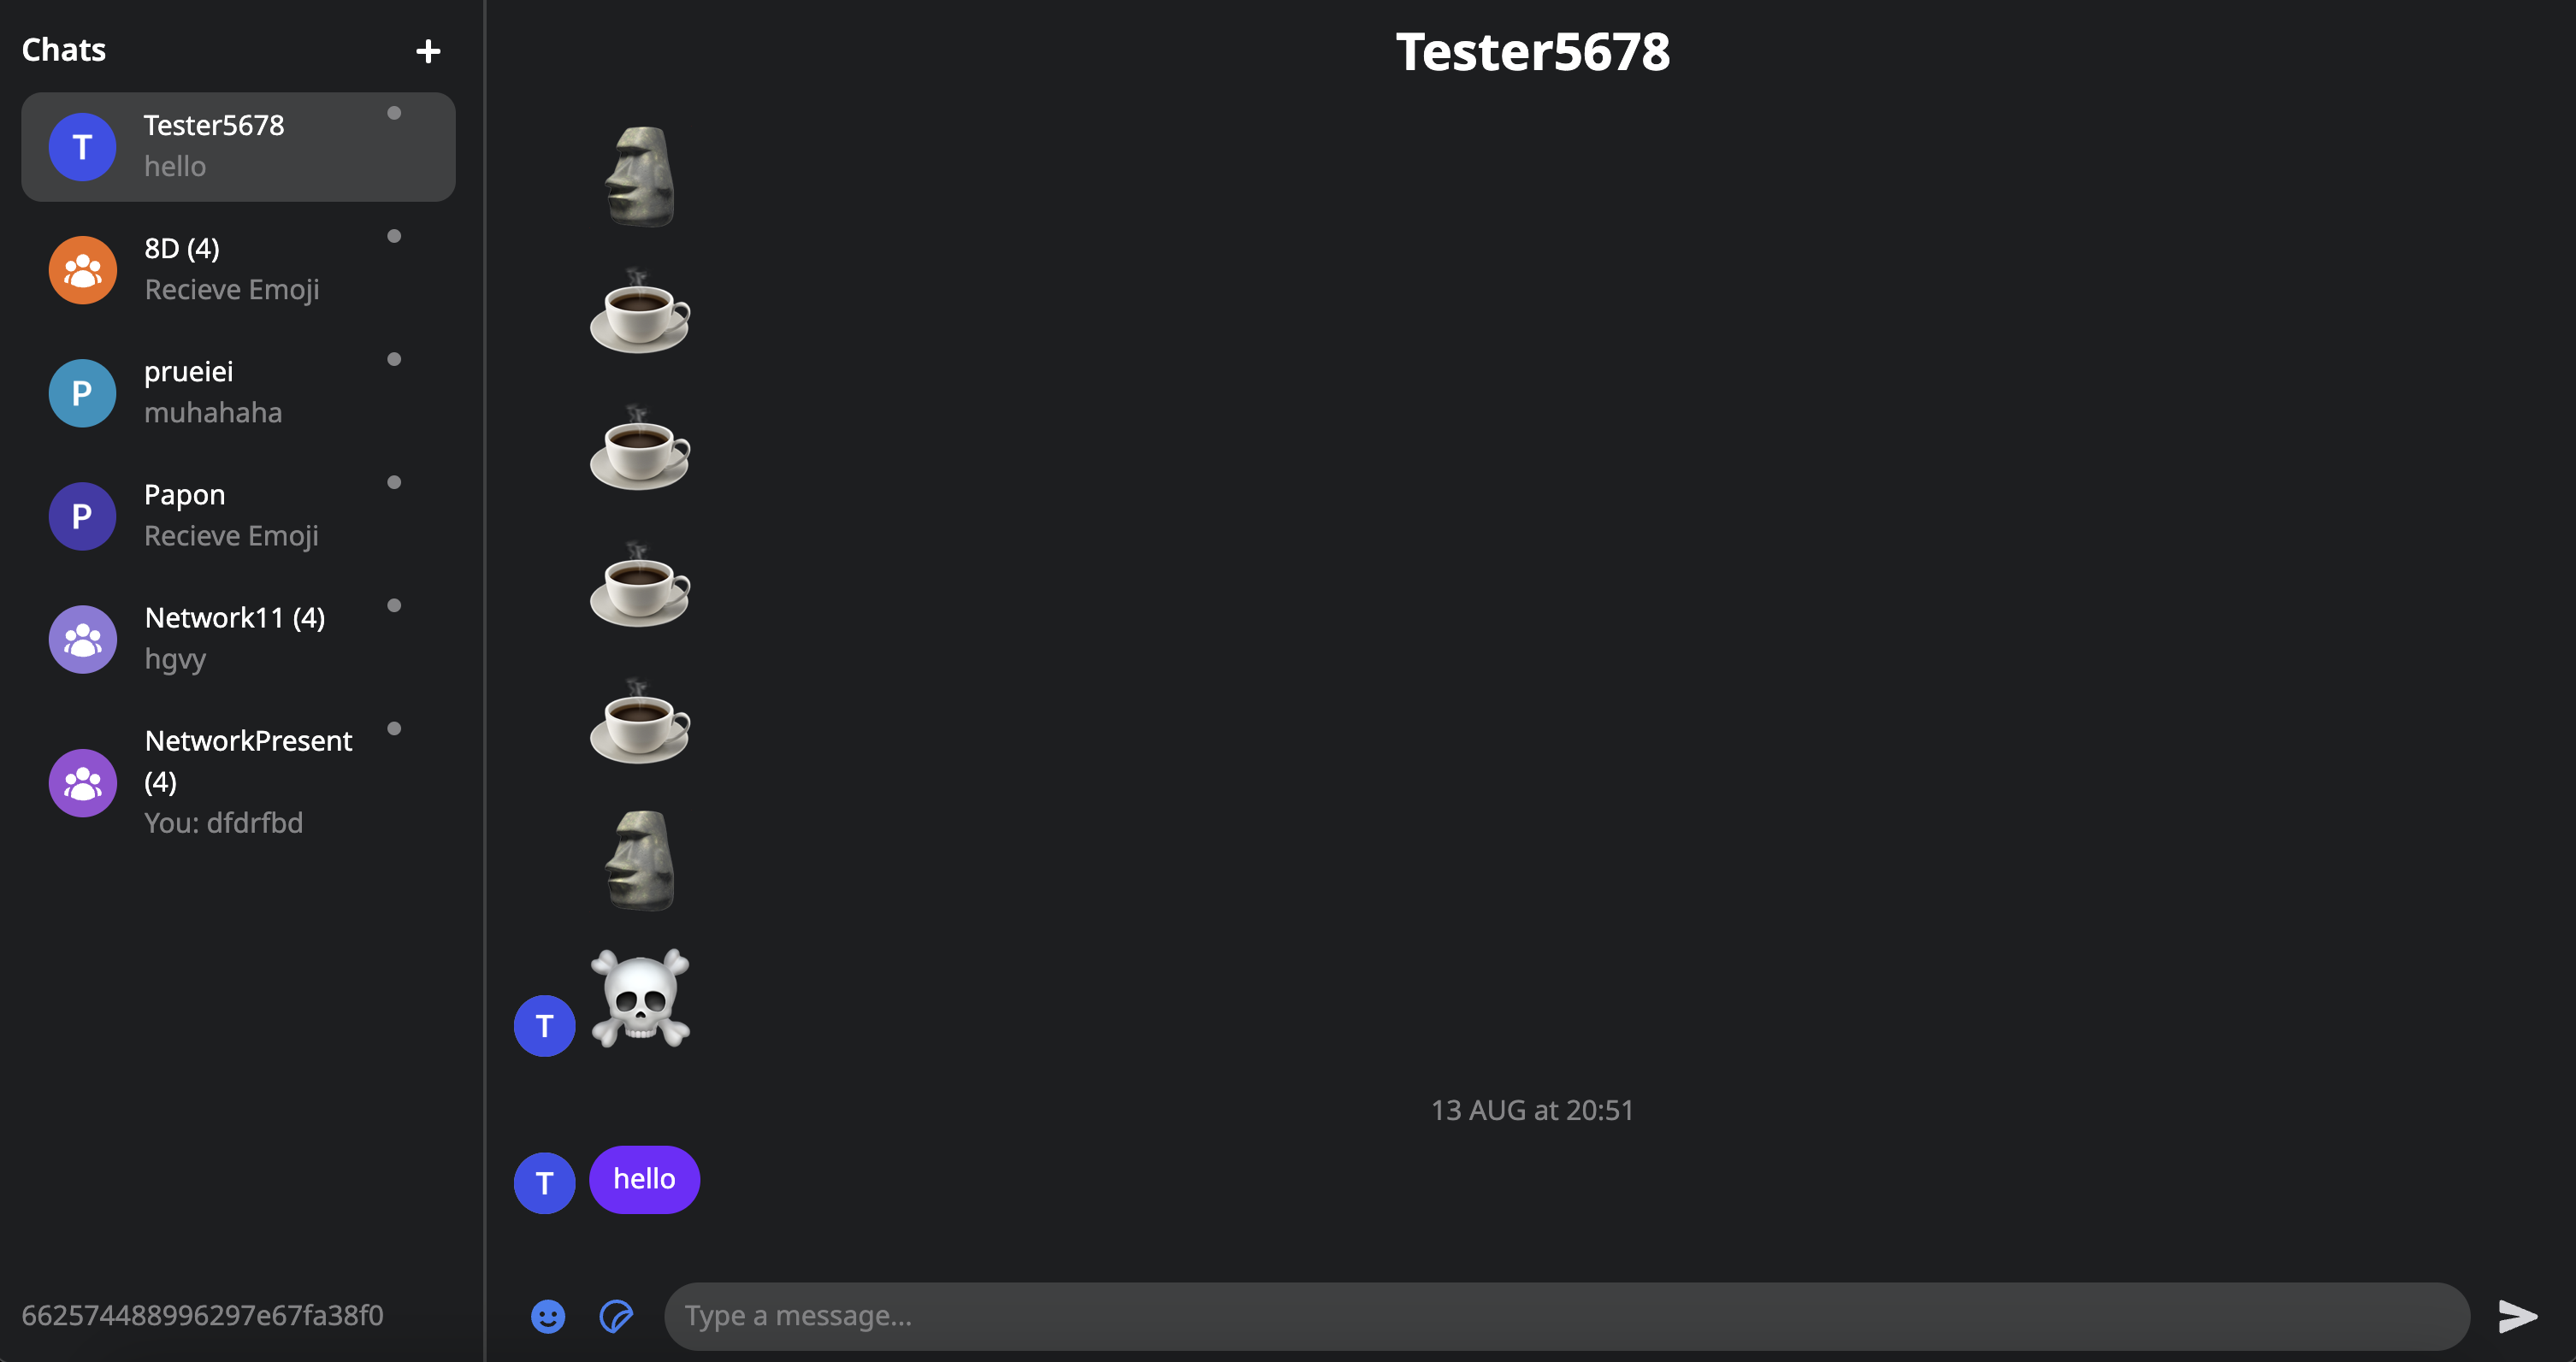 Chats
T
Tester5678
hello
8D (4)
Recieve Emoji
P
prueiei
muhahaha
P
Papon
Recieve Emoji
Network11 (4)
hgvy
NetworkPresent
(4)
You: dfdrfbd
662574488996297e67fa38f0
Tester5678
T
13 AUG at 20:51
T
hello
Type a message...